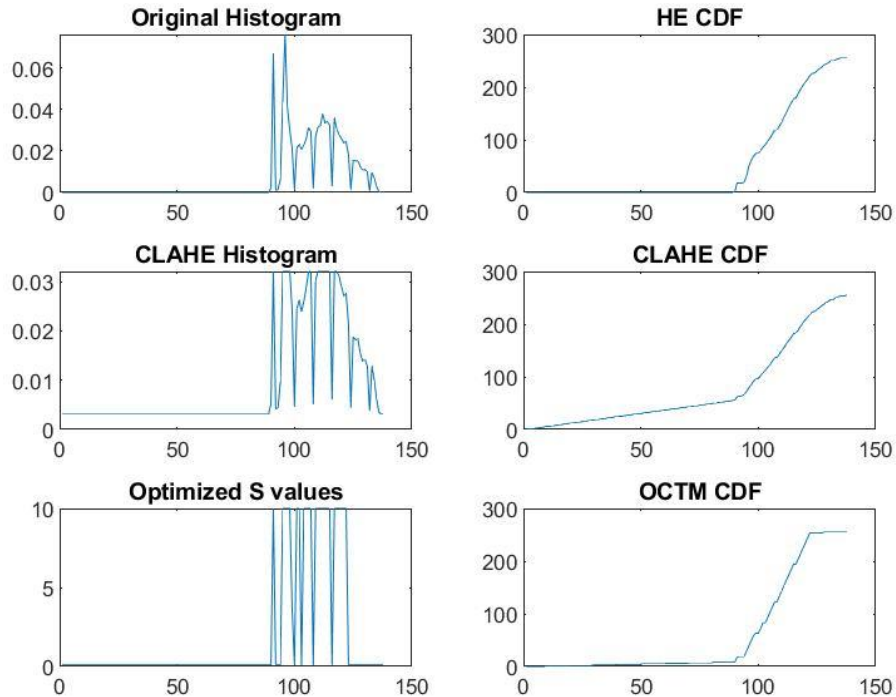 Original Histogram
0.06
0.04
0.02
0
0 50 100 150
HE CDF
300
200
100
0
0 50 100 150
CLAHE Histogram
0.03
0.02
0.01
0
0 50 100 150
CLAHE CDF
300
200
100
0
0 50 100 150
Optimized S values
10
5
0
0 50 100 150
OCTM CDF
300
200
100
0
0 50 100 150